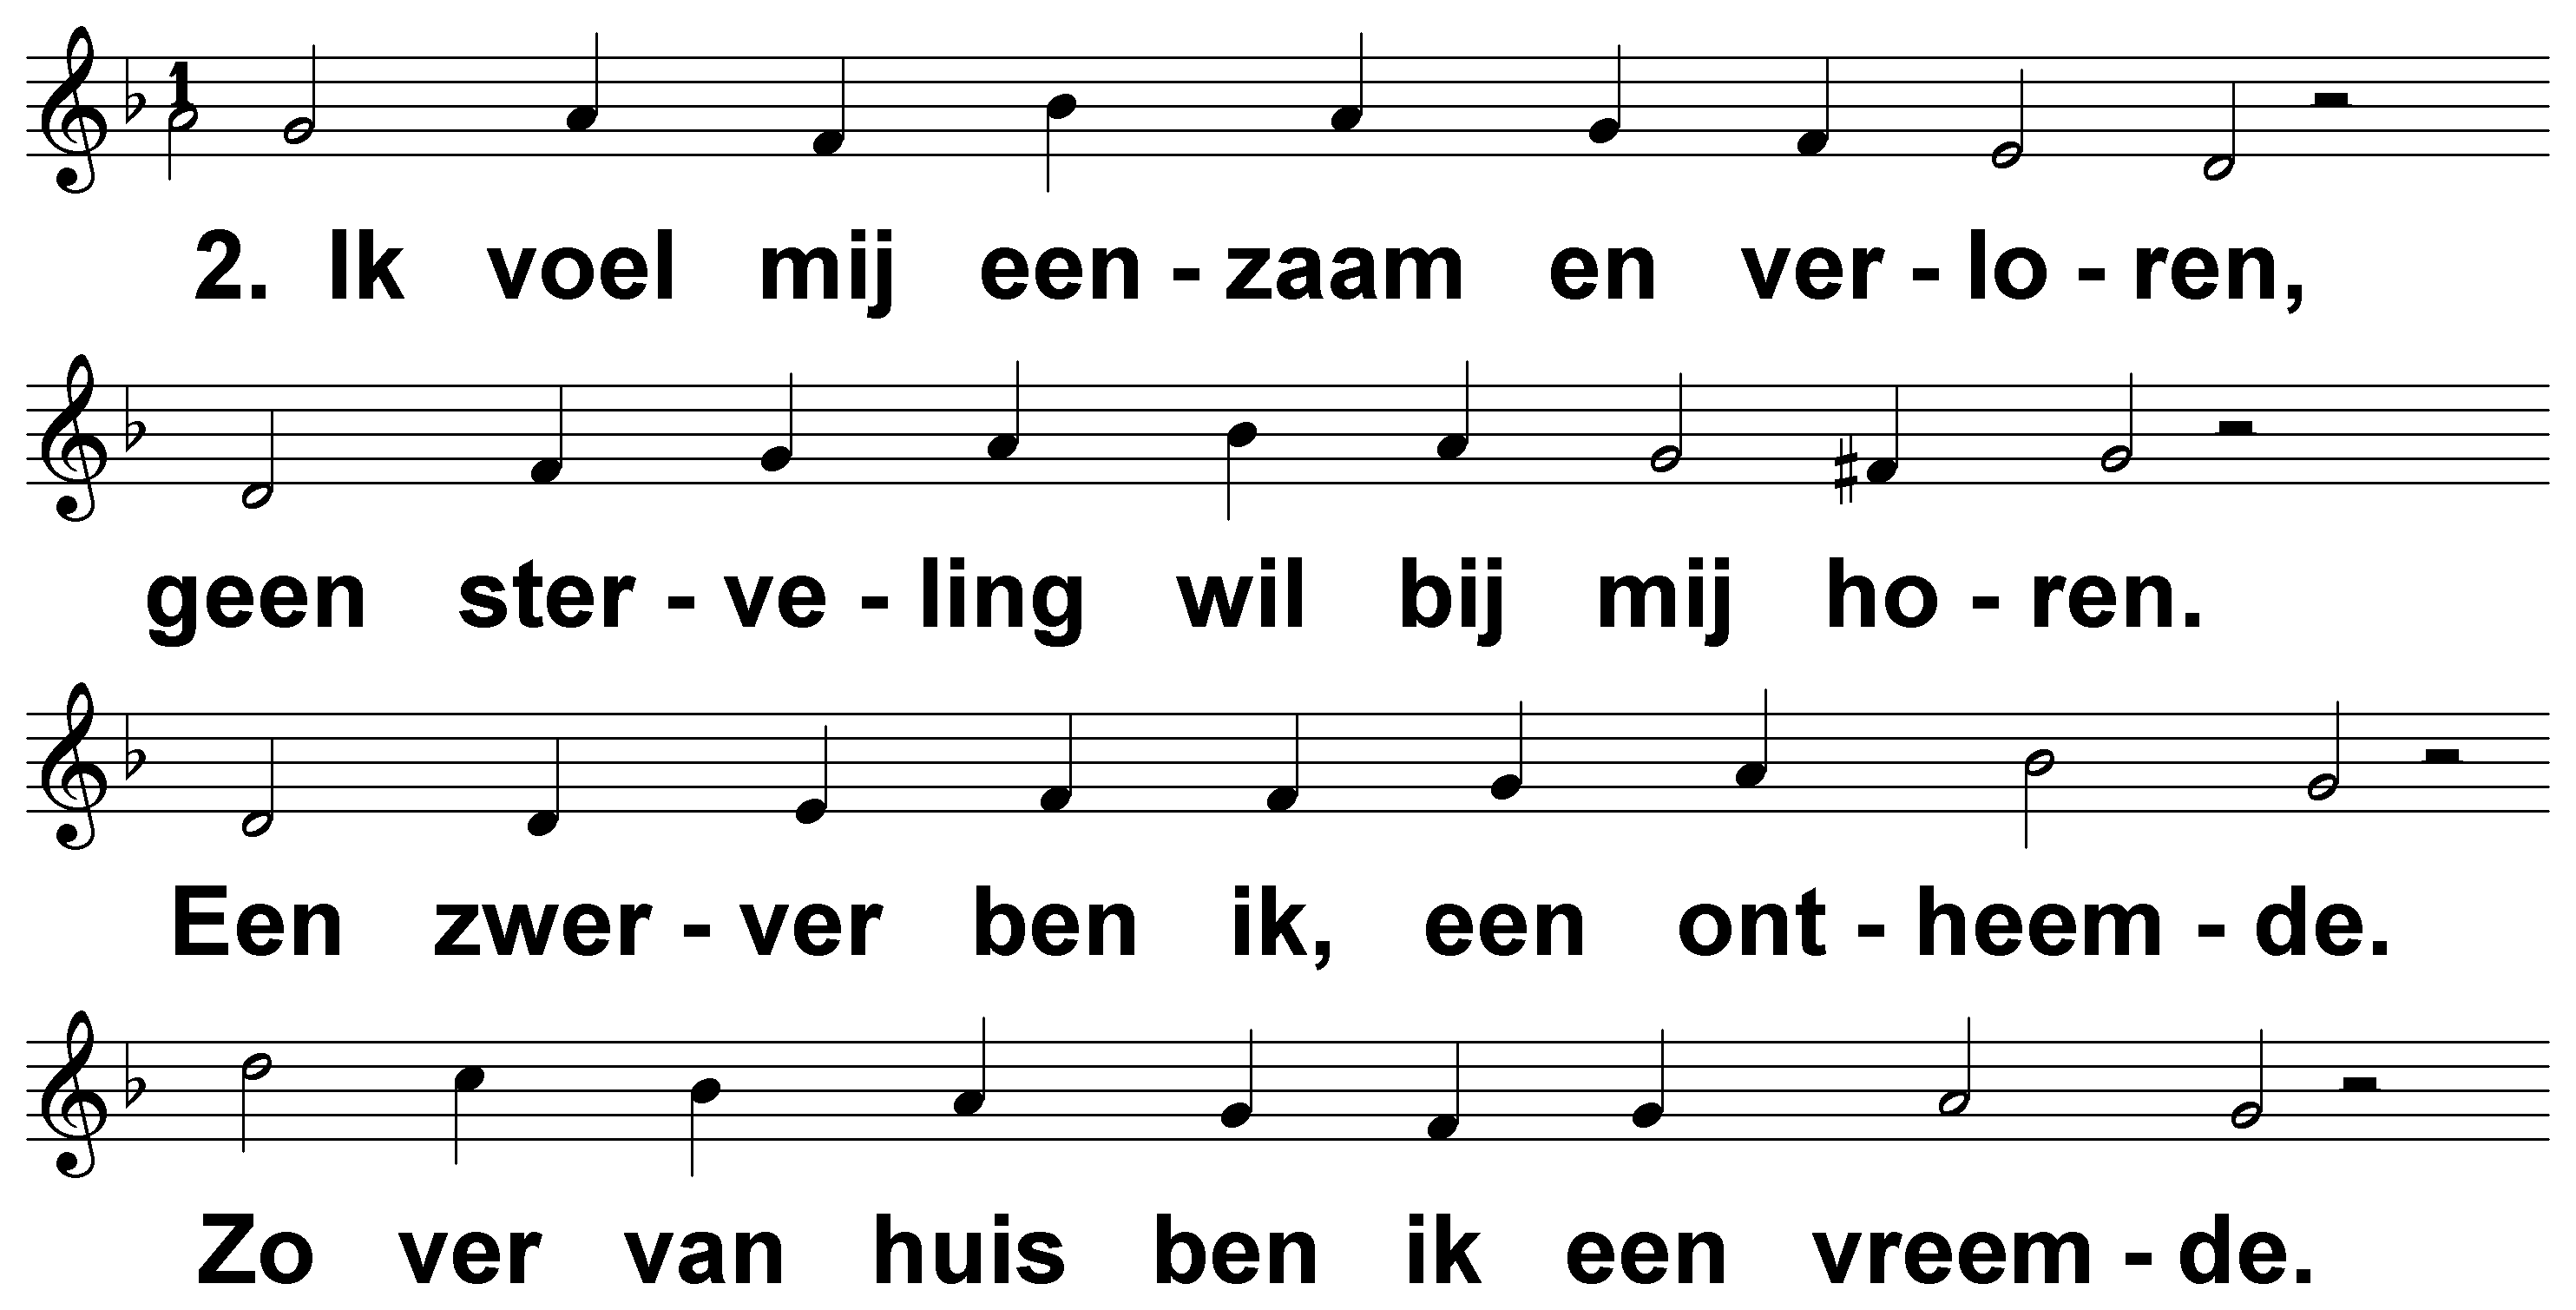 1
2. Ik voel mij een - zaam en ver - lo - ren,
geen ster - ve - ling wil bij mij ho - ren.
Een zwer - ver ben ik, een ont - heem - de.
Zo ver van huis ben ik een vreem - de.